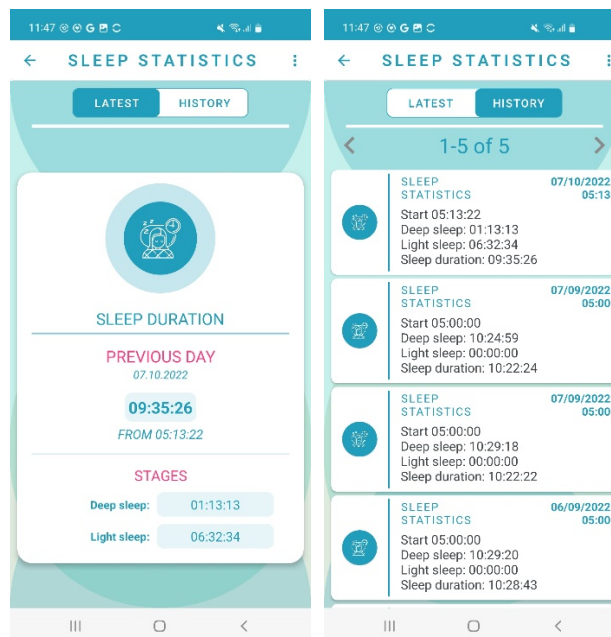 11:47
SLEEP STATISTICS
LATEST HISTORY
SLEEP DURATION
PREVIOUS DAY
07.10.2022
09:35:26
FROM 05:13:22
STAGES
Deep sleep: 01:13:13
Light sleep: 06:32:34
11:47
SLEEP STATISTICS
LATEST HISTORY
1-5 of 5
SLEEP 07/10/2022
STATISTICS 05:13
Start 05:13:22
Deep sleep: 01:13:13
Light sleep: 06:32:34
Sleep duration: 09:35:26
SLEEP 07/09/2022
STATISTICS 05:00
Start 05:00:00
Deep sleep: 10:24:59
Light sleep: 00:00:00
Sleep duration: 10:22:24
SLEEP 07/09/2022
STATISTICS 05:00
Start 05:00:00
Deep sleep: 10:29:18
Light sleep: 00:00:00
Sleep duration: 10:22:22
SLEEP 06/09/2022
STATISTICS 05:00
Start 05:00:00
Deep sleep: 10:29:20
Light sleep: 00:00:00
Sleep duration: 10:28:43